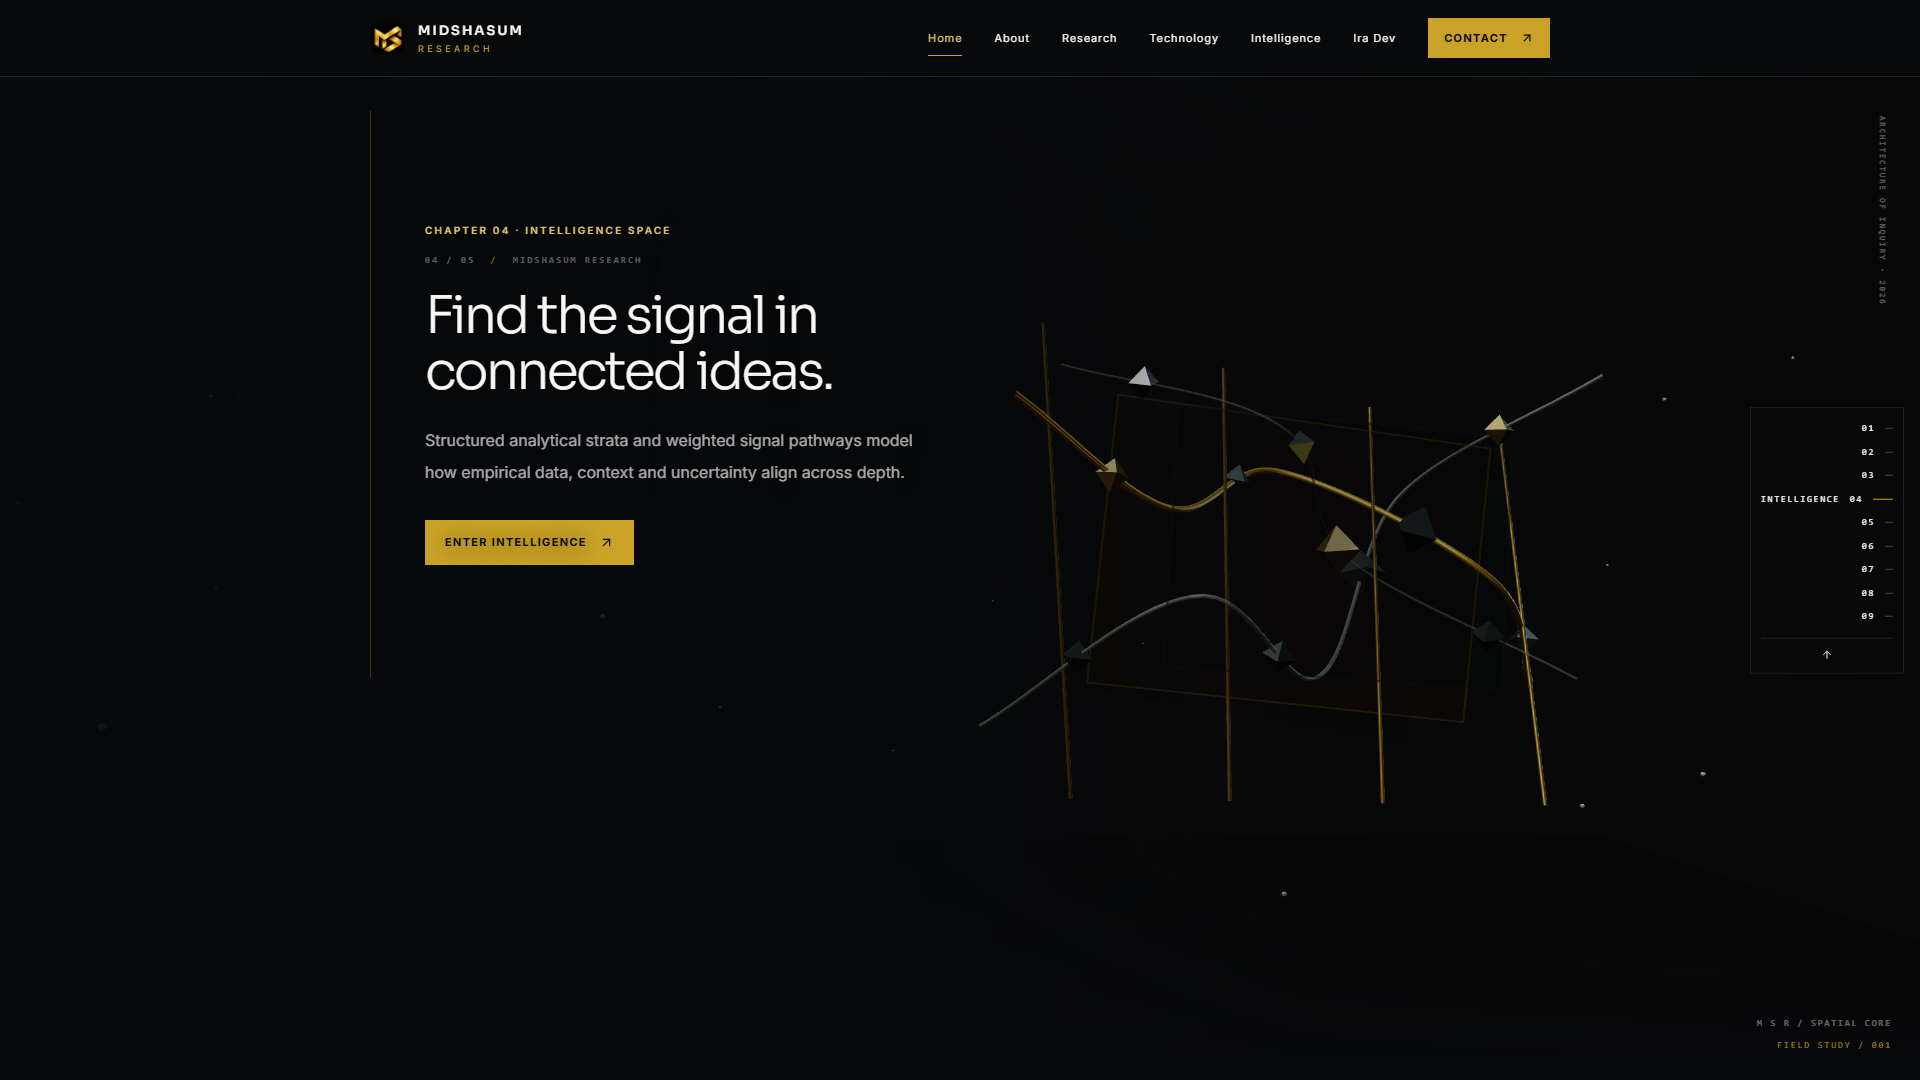 MIDSHASUM
RESEARCH
Home
About
Research
Technology
Intelligence
Ira Dev
CONTACT
ARCHITECTURE OF INQUIRY · 2026
CHAPTER 04 · INTELLIGENCE SPACE
04 / 05 / MIDSHASUM RESEARCH
Find the signal in
connected ideas.
Structured analytical strata and weighted signal pathways model
how empirical data, context and uncertainty align across depth.
ENTER INTELLIGENCE
01
02
03
INTELLIGENCE 04
05
06
07
08
09
M S R / SPATIAL CORE
FIELD STUDY / 001